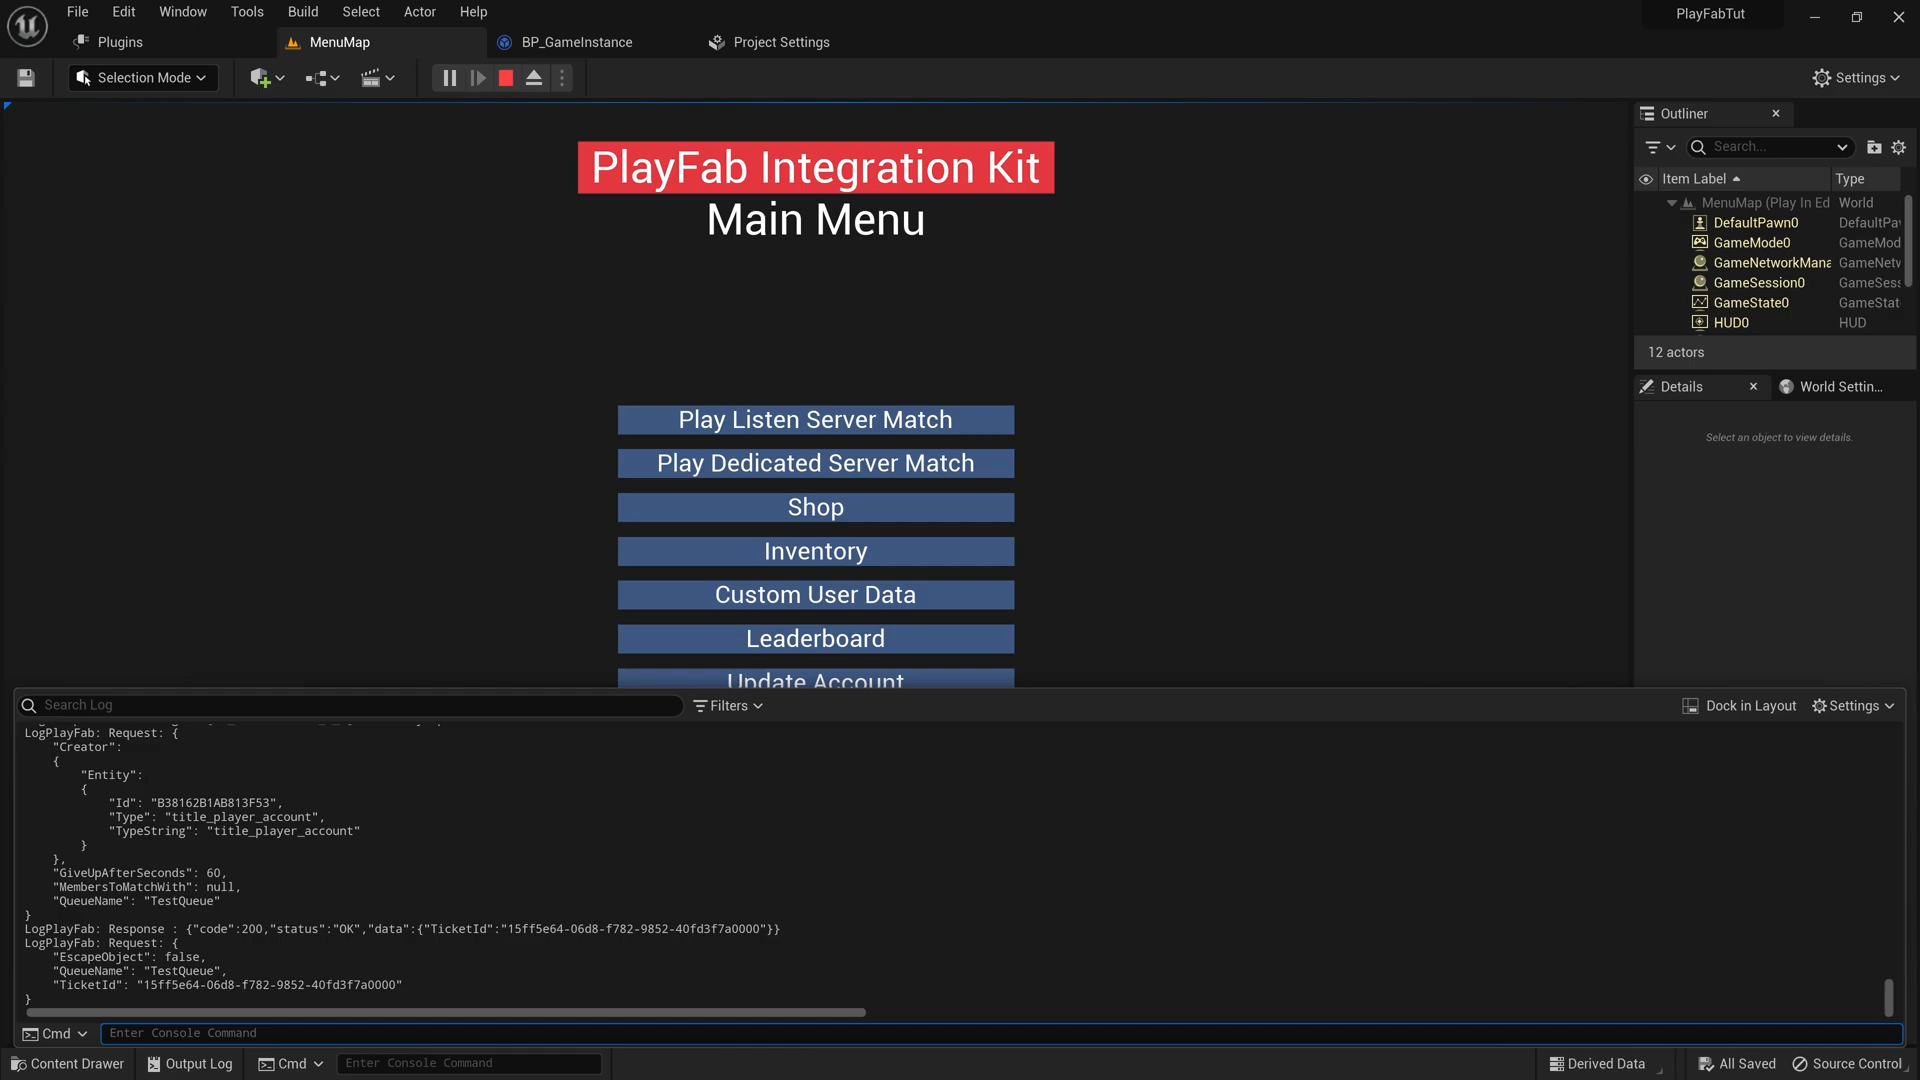 File Edit Window Tools Build Select Actor Help
PlayFabTut
Plugins MenuMap BP_GameInstance Project Settings
Selection Mode
Settings
PlayFab Integration Kit
Main Menu
Play Listen Server Match
Play Dedicated Server Match
Shop
Inventory
Custom User Data
Leaderboard
Update Account
Outliner
Search...
Item Label Type
MenuMap (Play In Ed World
DefaultPawn0 DefaultPa
GameMode0 GameMod
GameNetworkMana GameNetw
GameSession0 GameSess
GameState0 GameStat
HUD0 HUD
12 actors
Details World Settin...
Select an object to view details.
Search Log
Filters
Dock in Layout Settings
LogPlayFab: Request: {
"Creator":
{
"Entity":
{
"Id": "B38162B1AB813F53",
"Type": "title_player_account",
"TypeString": "title_player_account"
}
},
"GiveUpAfterSeconds": 60,
"MembersToMatchWith": null,
"QueueName": "TestQueue"
}
LogPlayFab: Response : {"code":200,"status":"OK","data":{"TicketId":"15ff5e64-06d8-f782-9852-40fd3f7a0000"}}
LogPlayFab: Request: {
"EscapeObject": false,
"QueueName": "TestQueue",
"TicketId": "15ff5e64-06d8-f782-9852-40fd3f7a0000"
}
Cmd Enter Console Command
Content Drawer Output Log Cmd Enter Console Command Derived Data All Saved Source Control